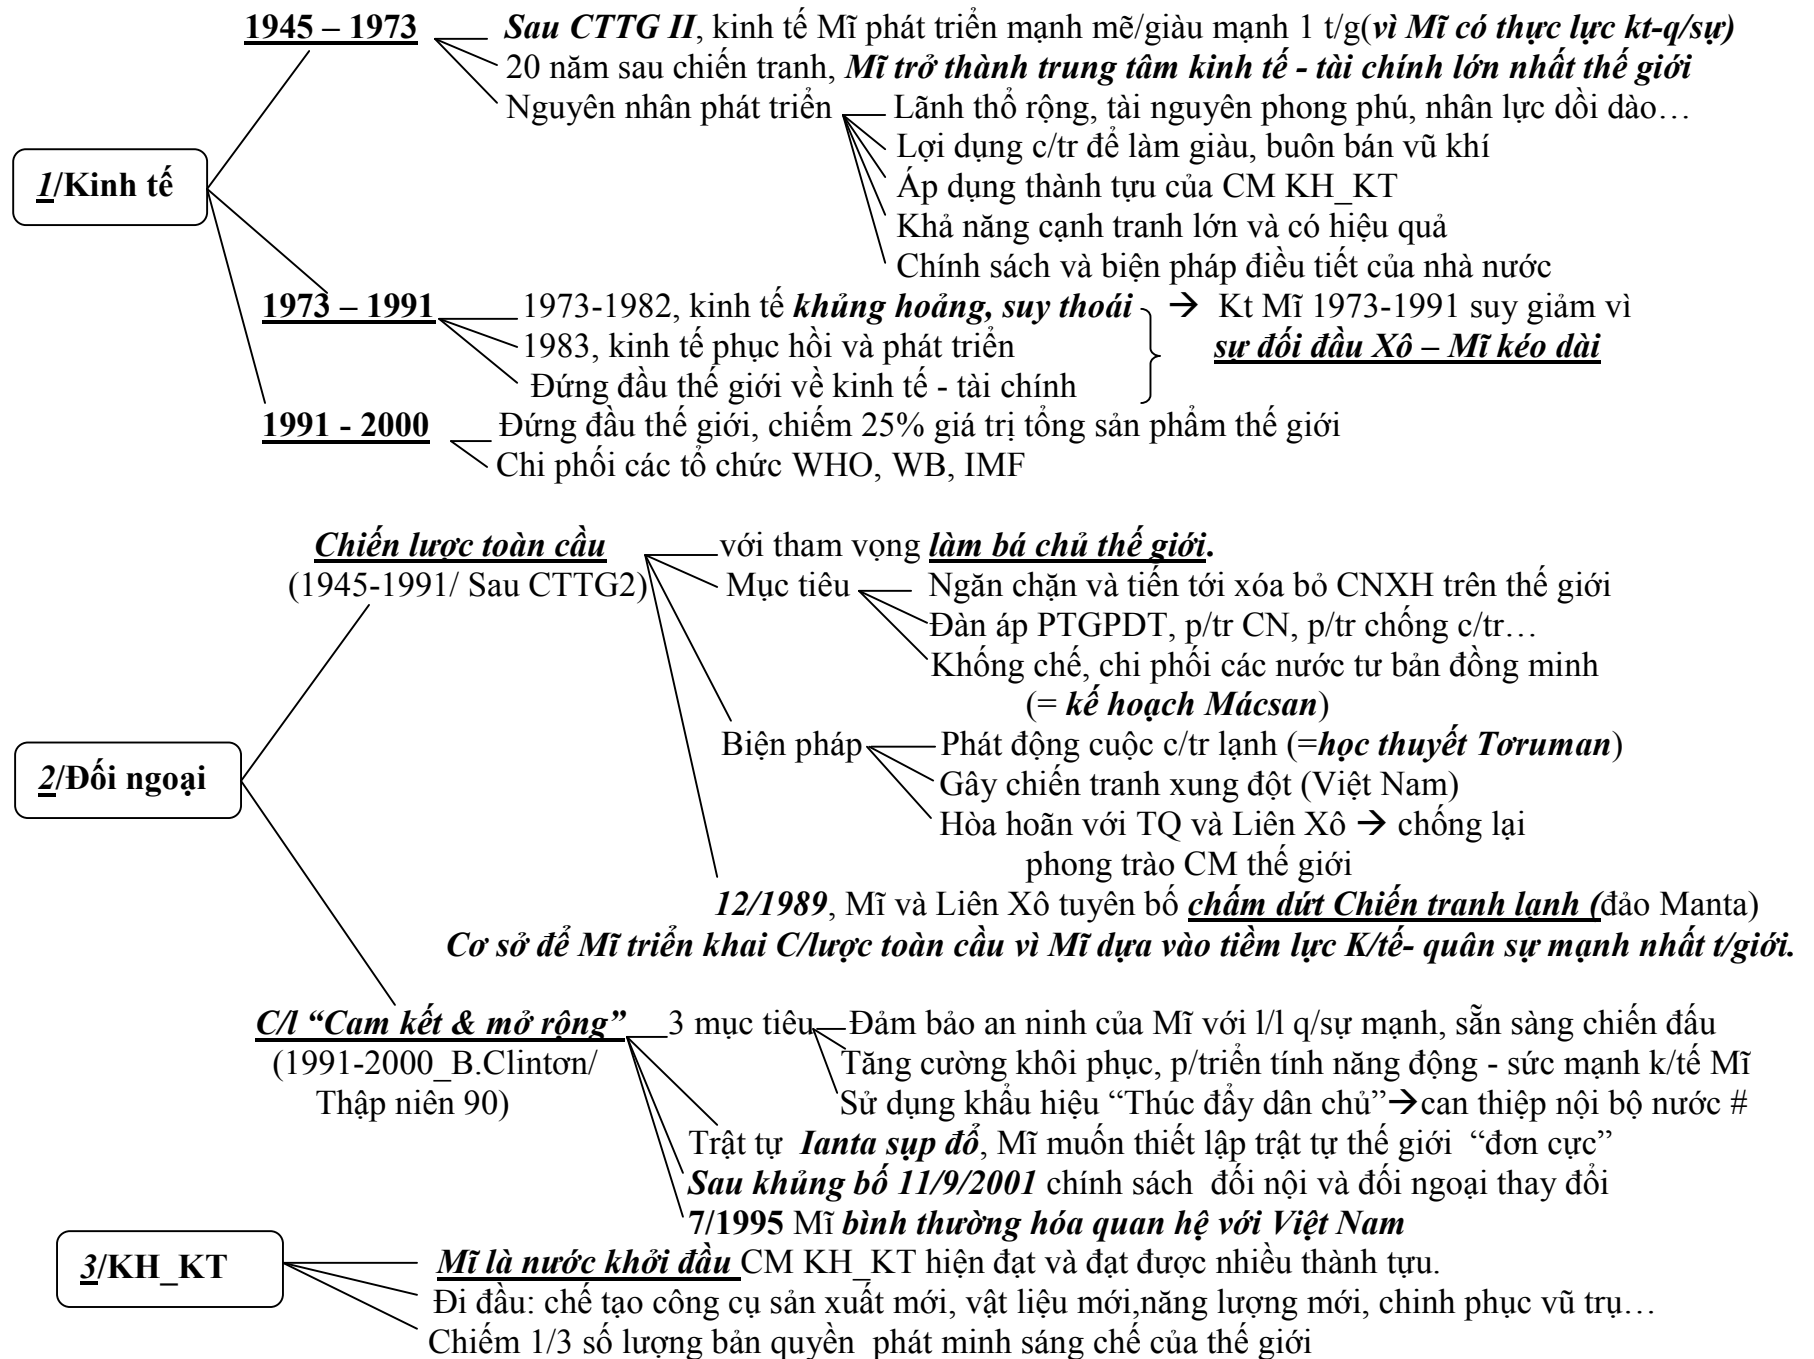 1945 – 1973
Sau CTTG II, kinh tế Mĩ phát triển mạnh mẽ/giàu mạnh 1 t/g(vì Mĩ có thực lực kt-q/sự)
20 năm sau chiến tranh, Mĩ trở thành trung tâm kinh tế - tài chính lớn nhất thế giới
Nguyên nhân phát triển
Lãnh thổ rộng, tài nguyên phong phú, nhân lực dồi dào…
Lợi dụng c/tr để làm giàu, buôn bán vũ khí
1/Kinh tế
Áp dụng thành tựu của CM KH_KT
Khả năng cạnh tranh lớn và có hiệu quả
Chính sách và biện pháp điều tiết của nhà nước
1973 – 1991
1973-1982, kinh tế khủng hoảng, suy thoái
→ Kt Mĩ 1973-1991 suy giảm vì
1983, kinh tế phục hồi và phát triển
sự đối đầu Xô – Mĩ kéo dài
Đứng đầu thế giới về kinh tế - tài chính
1991 - 2000
Đứng đầu thế giới, chiếm 25% giá trị tổng sản phẩm thế giới
Chi phối các tổ chức WHO, WB, IMF
Chiến lược toàn cầu
với tham vọng làm bá chủ thế giới.
(1945-1991/ Sau CTTG2)
Mục tiêu
Ngăn chặn và tiến tới xóa bỏ CNXH trên thế giới
Đàn áp PTGPDT, p/tr CN, p/tr chống c/tr…
Khống chế, chi phối các nước tư bản đồng minh
(= kế hoạch Mácsan)
Biện pháp
Phát động cuộc c/tr lạnh (=học thuyết Tơruman)
2/Đối ngoại
Gây chiến tranh xung đột (Việt Nam)
Hòa hoãn với TQ và Liên Xô → chống lại
phong trào CM thế giới
12/1989, Mĩ và Liên Xô tuyên bố chấm dứt Chiến tranh lạnh (đảo Manta)
Cơ sở để Mĩ triển khai C/lược toàn cầu vì Mĩ dựa vào tiềm lực K/tế- quân sự mạnh nhất t/giới.
C/l “Cam kết & mở rộng”
3 mục tiêu
Đảm bảo an ninh của Mĩ với l/l q/sự mạnh, sẵn sàng chiến đấu
(1991-2000_B.Clintơn/
Tăng cường khôi phục, p/triển tính năng động - sức mạnh k/tế Mĩ
Thập niên 90)
Sử dụng khẩu hiệu “Thúc đẩy dân chủ”→can thiệp nội bộ nước #
Trật tự Ianta sụp đổ, Mĩ muốn thiết lập trật tự thế giới “đơn cực”
Sau khủng bố 11/9/2001 chính sách đối nội và đối ngoại thay đổi
7/1995 Mĩ bình thường hóa quan hệ với Việt Nam
3/KH_KT
Mĩ là nước khởi đầu CM KH_KT hiện đạt và đạt được nhiều thành tựu.
Đi đầu: chế tạo công cụ sản xuất mới, vật liệu mới,năng lượng mới, chinh phục vũ trụ…
Chiếm 1/3 số lượng bản quyền phát minh sáng chế của thế giới